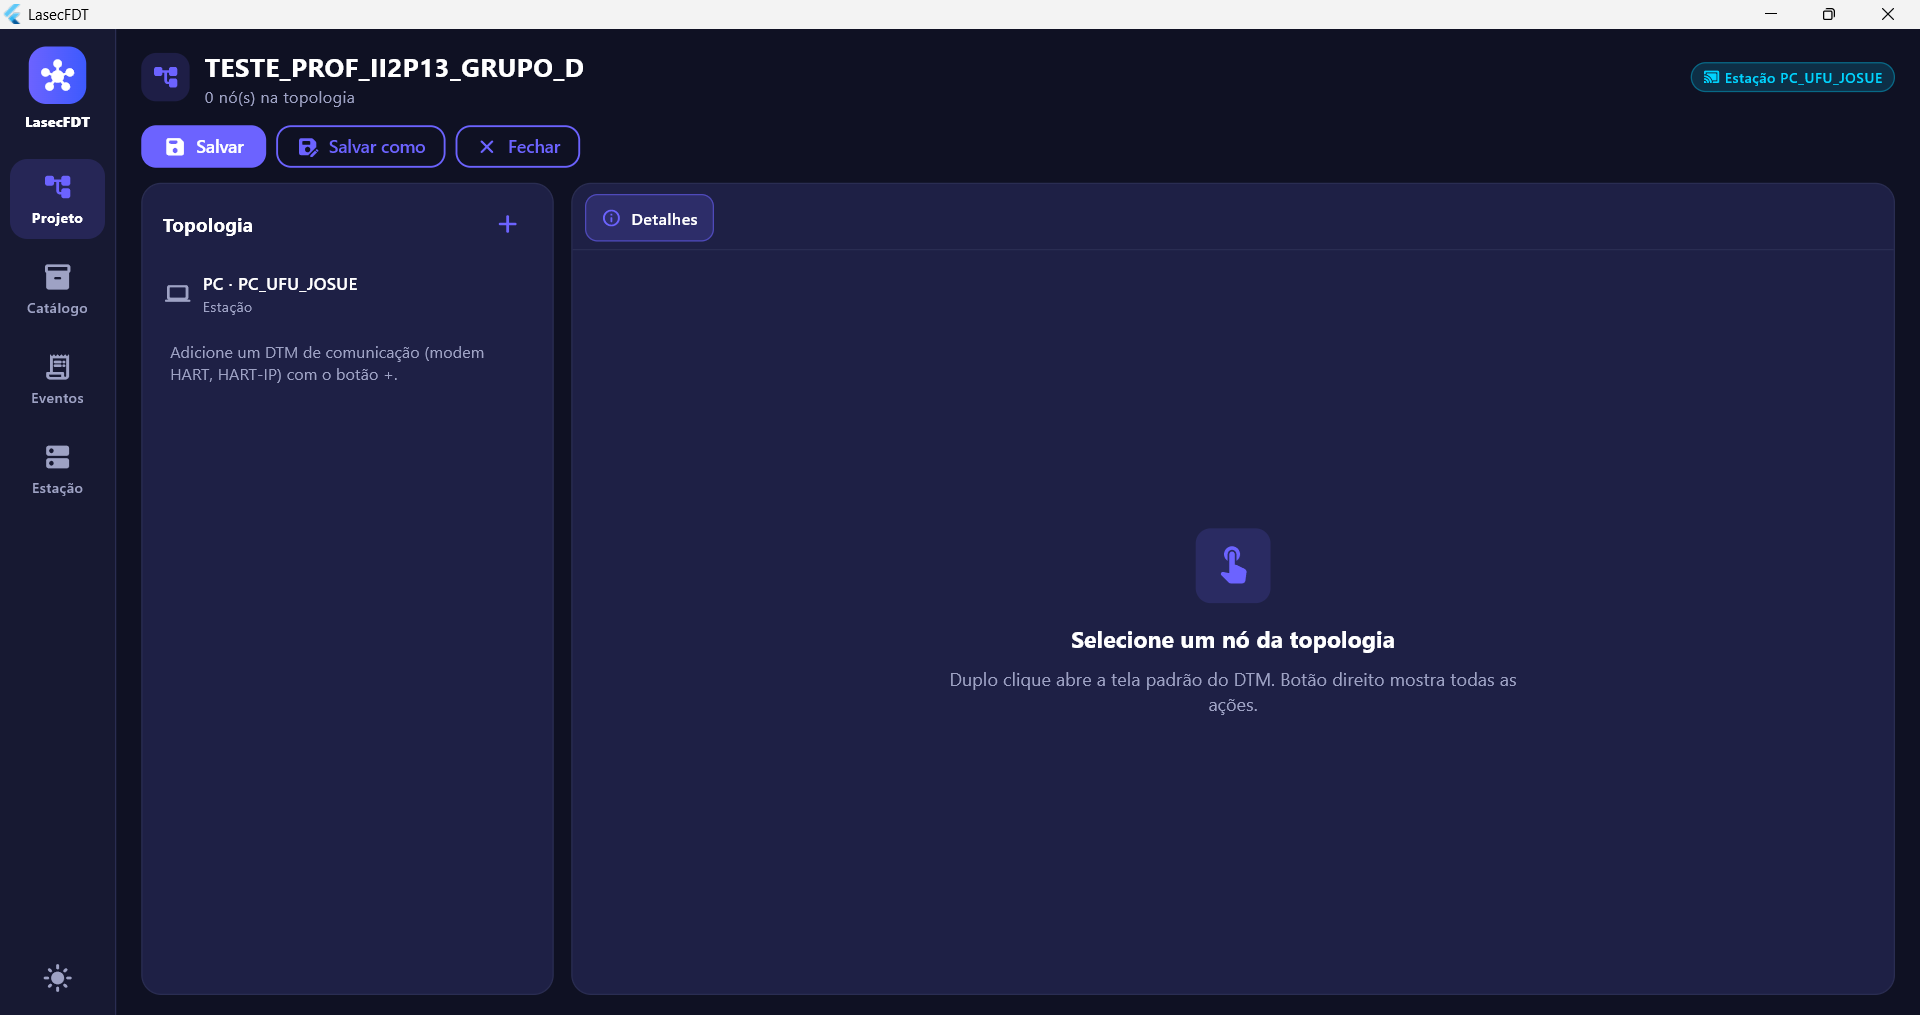 LasecFDT
LasecFDT
Projeto
Catálogo
Eventos
Estação
TESTE_PROF_II2P13_GRUPO_D
0 nó(s) na topologia
Estação PC_UFU_JOSUE
Salvar
Salvar como
Fechar
Topologia
PC · PC_UFU_JOSUE
Estação
Adicione um DTM de comunicação (modem
HART, HART-IP) com o botão +.
Detalhes
Selecione um nó da topologia
Duplo clique abre a tela padrão do DTM. Botão direito mostra todas as
ações.